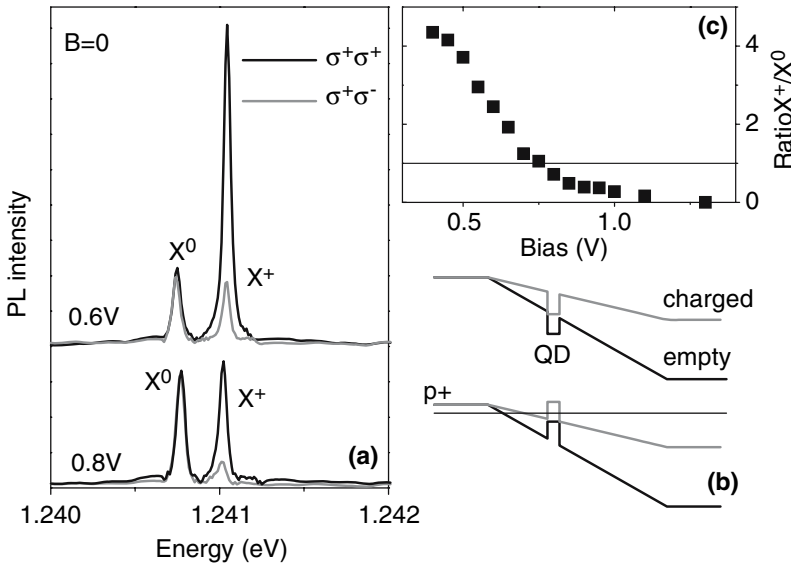 B=0
σ⁺σ⁺
σ⁺σ⁻
X⁰
X⁺
0.6V
X⁰
X⁺
0.8V
(a)
1.240
1.241
1.242
Energy (eV)
PL intensity
(c)
4
2
0
RatioX⁺/X⁰
0.5
1.0
Bias (V)
charged
QD
empty
p+
(b)